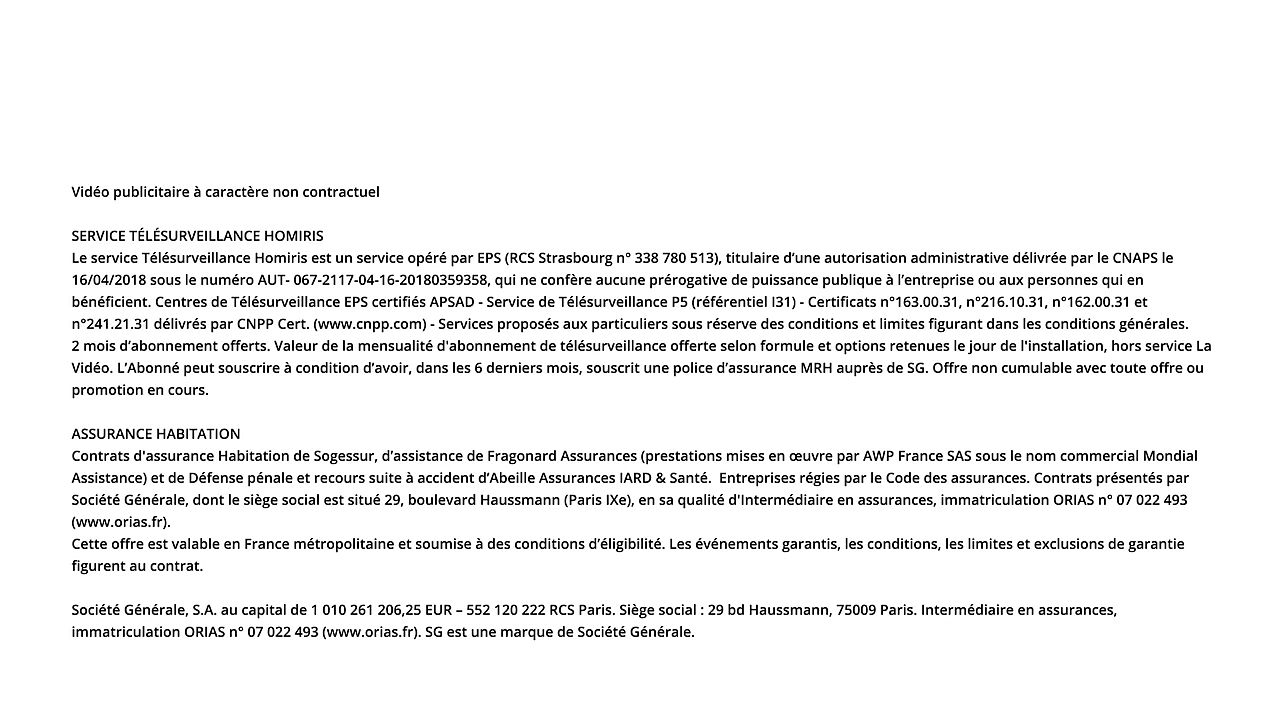 Vidéo publicitaire à caractère non contractuel
SERVICE TÉLÉSURVEILLANCE HOMIRIS
Le service Télésurveillance Homiris est un service opéré par EPS (RCS Strasbourg n° 338 780 513), titulaire d’une autorisation administrative délivrée par le CNAPS le
16/04/2018 sous le numéro AUT- 067-2117-04-16-20180359358, qui ne confère aucune prérogative de puissance publique à l’entreprise ou aux personnes qui en
bénéficient. Centres de Télésurveillance EPS certifiés APSAD - Service de Télésurveillance P5 (référentiel I31) - Certificats n°163.00.31, n°216.10.31, n°162.00.31 et
n°241.21.31 délivrés par CNPP Cert. (www.cnpp.com) - Services proposés aux particuliers sous réserve des conditions et limites figurant dans les conditions générales.
2 mois d’abonnement offerts. Valeur de la mensualité d'abonnement de télésurveillance offerte selon formule et options retenues le jour de l'installation, hors service La
Vidéo. L’Abonné peut souscrire à condition d’avoir, dans les 6 derniers mois, souscrit une police d’assurance MRH auprès de SG. Offre non cumulable avec toute offre ou
promotion en cours.
ASSURANCE HABITATION
Contrats d'assurance Habitation de Sogessur, d’assistance de Fragonard Assurances (prestations mises en œuvre par AWP France SAS sous le nom commercial Mondial
Assistance) et de Défense pénale et recours suite à accident d’Abeille Assurances IARD & Santé.  Entreprises régies par le Code des assurances. Contrats présentés par
Société Générale, dont le siège social est situé 29, boulevard Haussmann (Paris IXe), en sa qualité d'Intermédiaire en assurances, immatriculation ORIAS n° 07 022 493
(www.orias.fr).
Cette offre est valable en France métropolitaine et soumise à des conditions d’éligibilité. Les événements garantis, les conditions, les limites et exclusions de garantie
figurent au contrat.
Société Générale, S.A. au capital de 1 010 261 206,25 EUR – 552 120 222 RCS Paris. Siège social : 29 bd Haussmann, 75009 Paris. Intermédiaire en assurances,
immatriculation ORIAS n° 07 022 493 (www.orias.fr). SG est une marque de Société Générale.